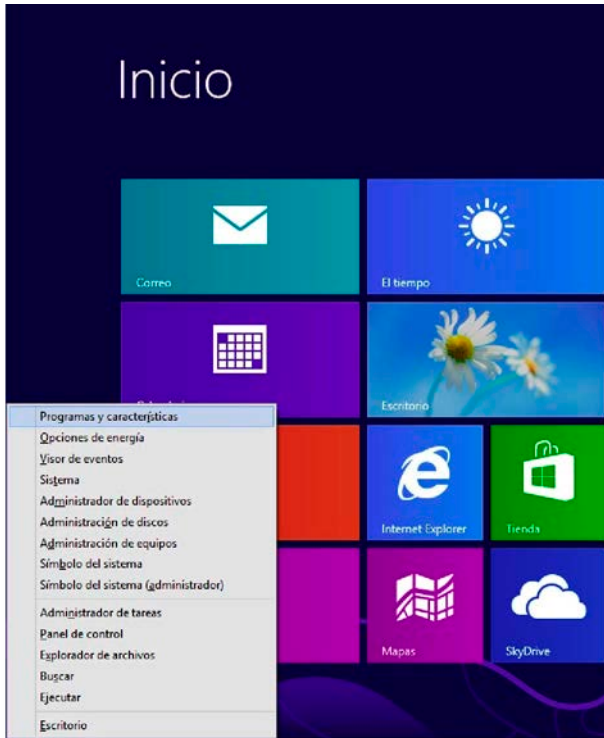 Inicio
Correo
El tiempo
Escritorio
Internet Explorer
Tienda
Mapas
SkyDrive
Programas y características
Opciones de energía
Visor de eventos
Sistema
Administrador de dispositivos
Administración de discos
Administración de equipos
Símbolo del sistema
Símbolo del sistema (administrador)
Administrador de tareas
Panel de control
Explorador de archivos
Buscar
Ejecutar
Escritorio